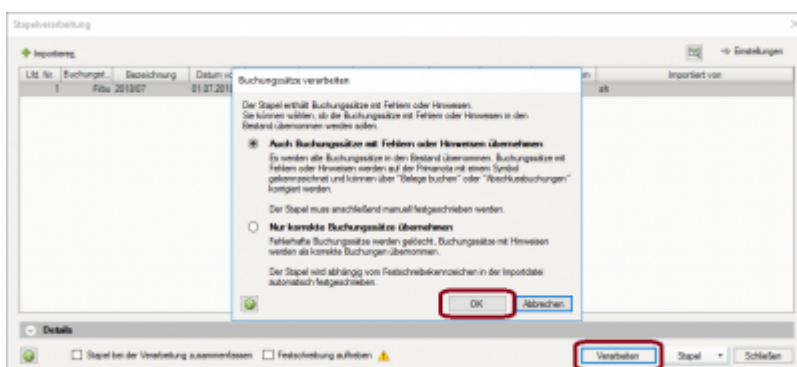 Stapelverarbeitung
Importieren
Einstellungen
Lfd. Nr. Buchungst... Bezeichnung Datum vo en Importiert von
1 Fibu 2018/07 01.07.201 sh
Buchungssätze verarbeiten
Der Stapel enthält Buchungssätze mit Fehlern oder Hinweisen.
Sie können wählen, ob die Buchungssätze mit Fehlern oder Hinweisen in den
Bestand übernommen werden sollen.
Auch Buchungssätze mit Fehlern oder Hinweisen übernehmen
Es werden alle Buchungssätze in den Bestand übernommen. Buchungssätze mit
Fehlern oder Hinweisen werden auf der Primanota mit einem Symbol
gekennzeichnet und können über "Belege buchen" oder "Abschlussbuchungen"
korrigiert werden.
Der Stapel muss anschließend manuell festgeschrieben werden.
Nur korrekte Buchungssätze übernehmen
Fehlerhafte Buchungssätze werden gelöscht, Buchungssätze mit Hinweisen
werden als korrekte Buchungen übernommen.
Der Stapel wird abhängig vom Festschreibekennzeichen in der Importdatei
automatisch festgeschrieben.
OK Abbrechen
Details
Stapel bei der Verarbeitung zusammenfassen Festschreibung aufheben
Verarbeiten Stapel Schließen